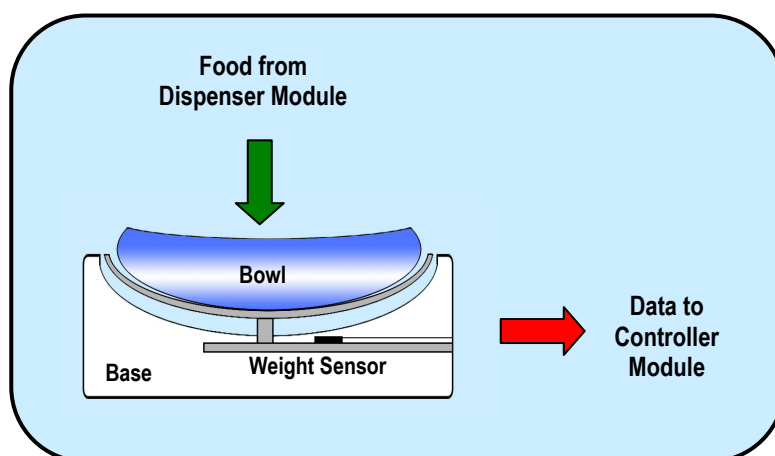 Food from
Dispenser Module
Bowl
Data to
Controller
Module
Weight Sensor
Base